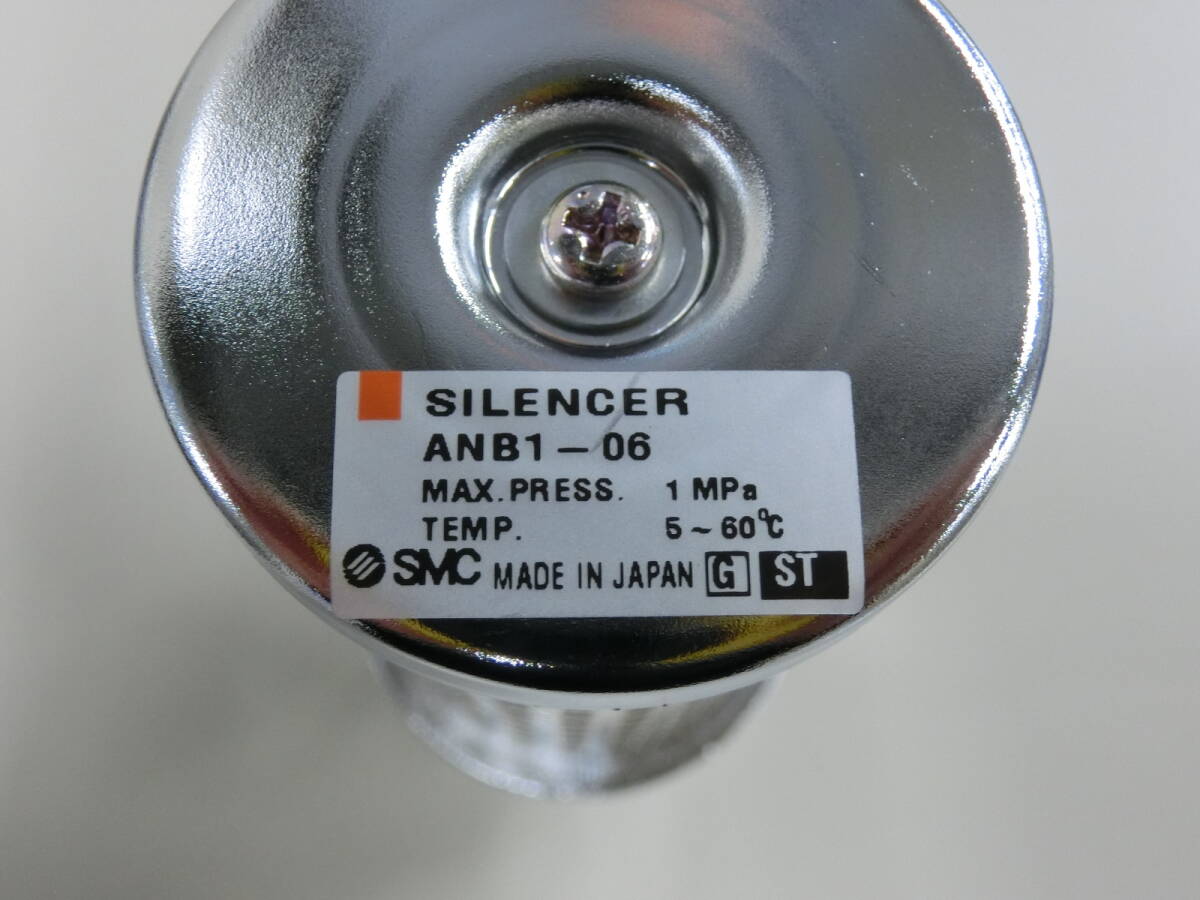 SILENCER
ANB1－06
MAX.PRESS. 1 MPa
TEMP. 5～60℃
SMC MADE IN JAPAN G ST